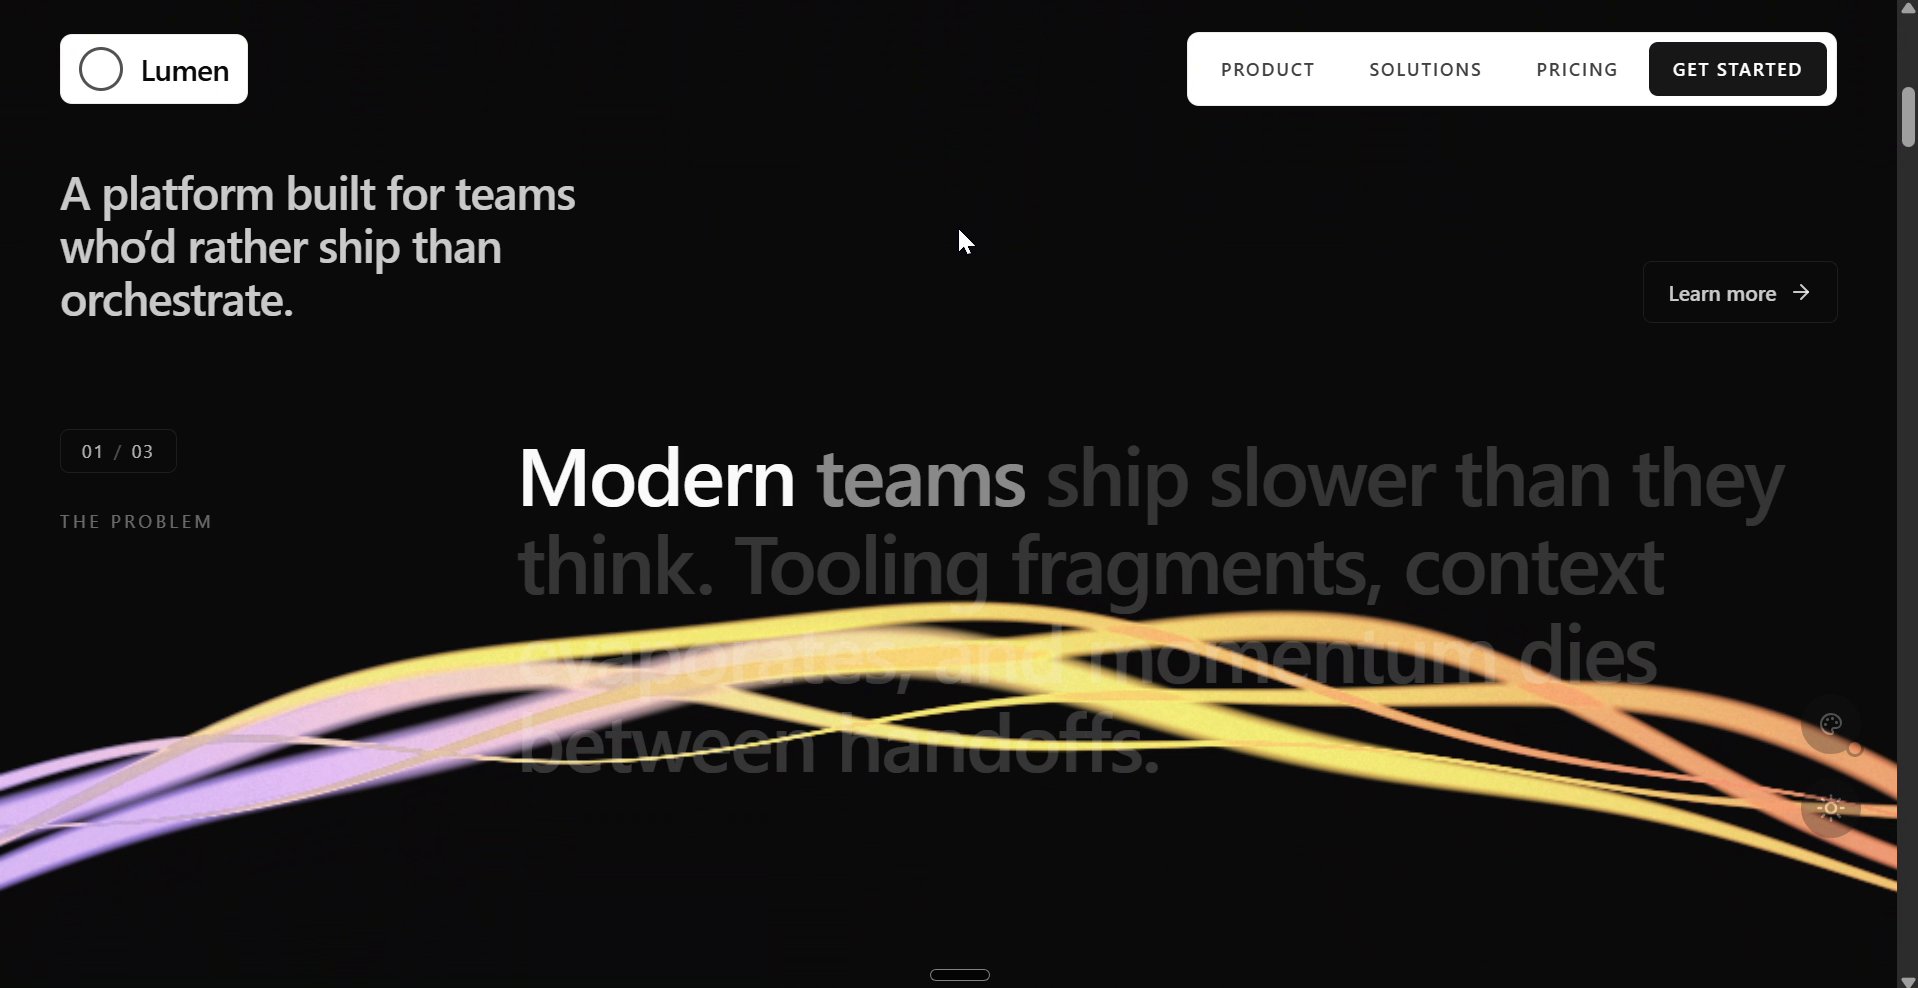 Lumen
PRODUCT
SOLUTIONS
PRICING
GET STARTED
A platform built for teams
who’d rather ship than
orchestrate.
Learn more
01 / 03
THE PROBLEM
Modern teams ship slower than they
think. Tooling fragments, context
evaporates, and momentum dies
between handoffs.